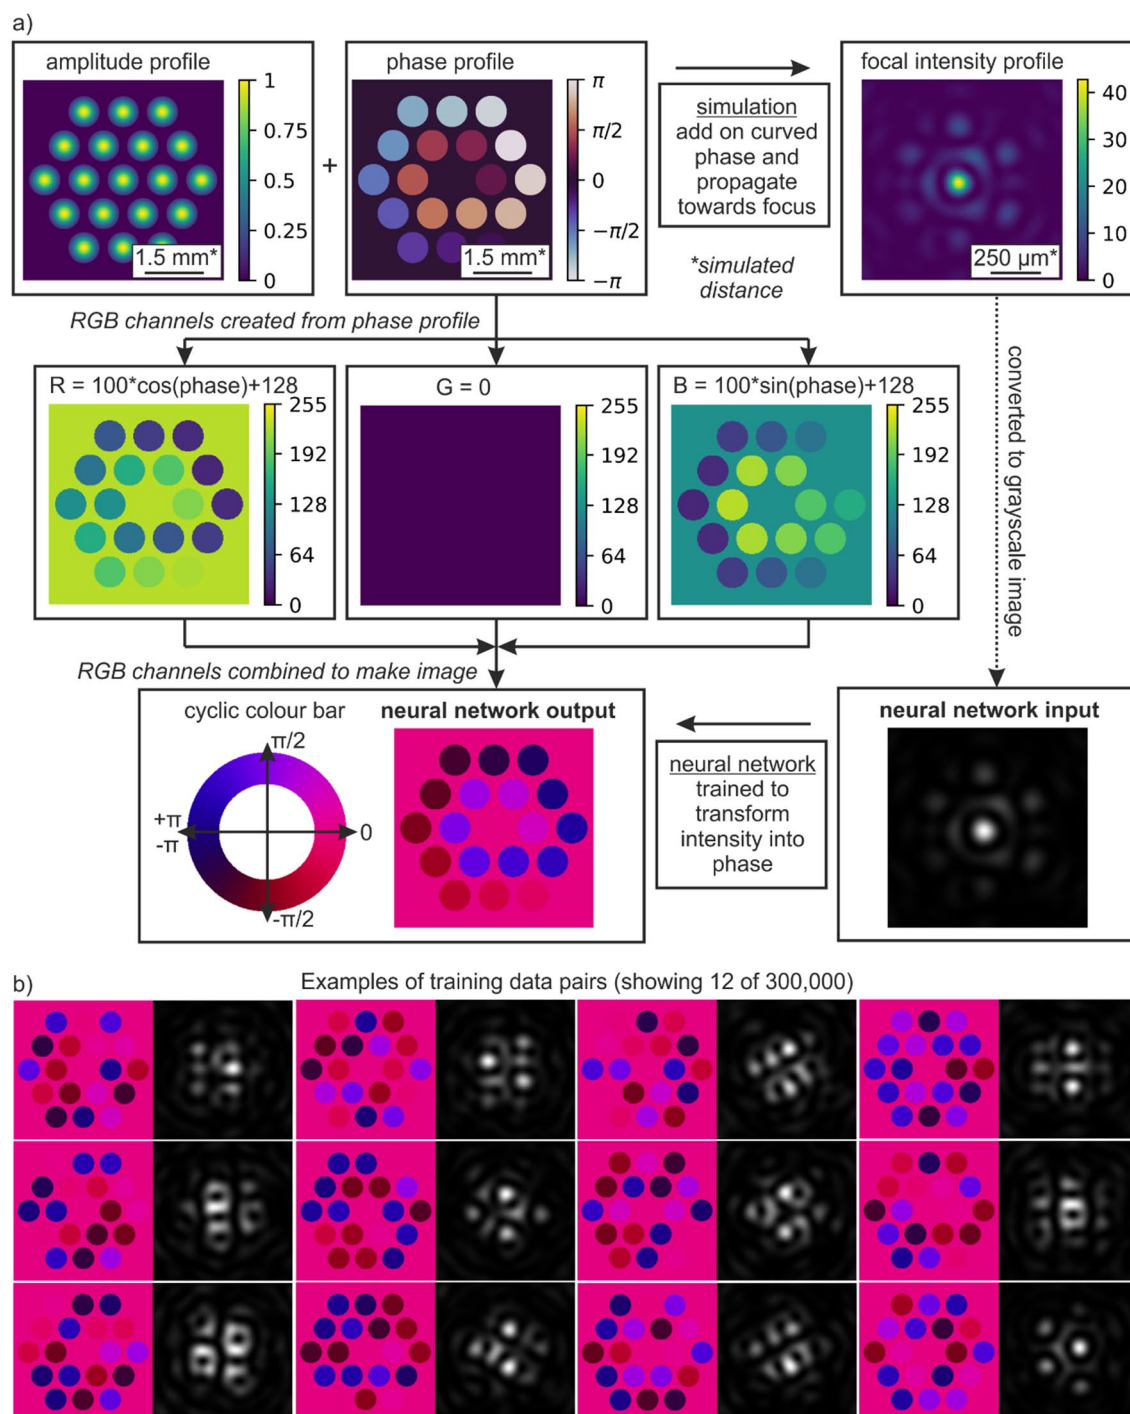 a)
amplitude profile
1
0.75
0.5
0.25
0
1.5 mm*
+
phase profile
π
π/2
0
−π/2
−π
1.5 mm*
simulation
add on curved
phase and
propagate
towards focus
*simulated
distance
focal intensity profile
40
30
20
10
0
250 µm*
RGB channels created from phase profile
R = 100*cos(phase)+128
255
192
128
64
0
G = 0
255
192
128
64
0
B = 100*sin(phase)+128
255
192
128
64
0
converted to grayscale image
RGB channels combined to make image
cyclic colour bar
π/2
+π
-π
0
-π/2
neural network output
neural network
trained to
transform
intensity into
phase
neural network input
b)
Examples of training data pairs (showing 12 of 300,000)